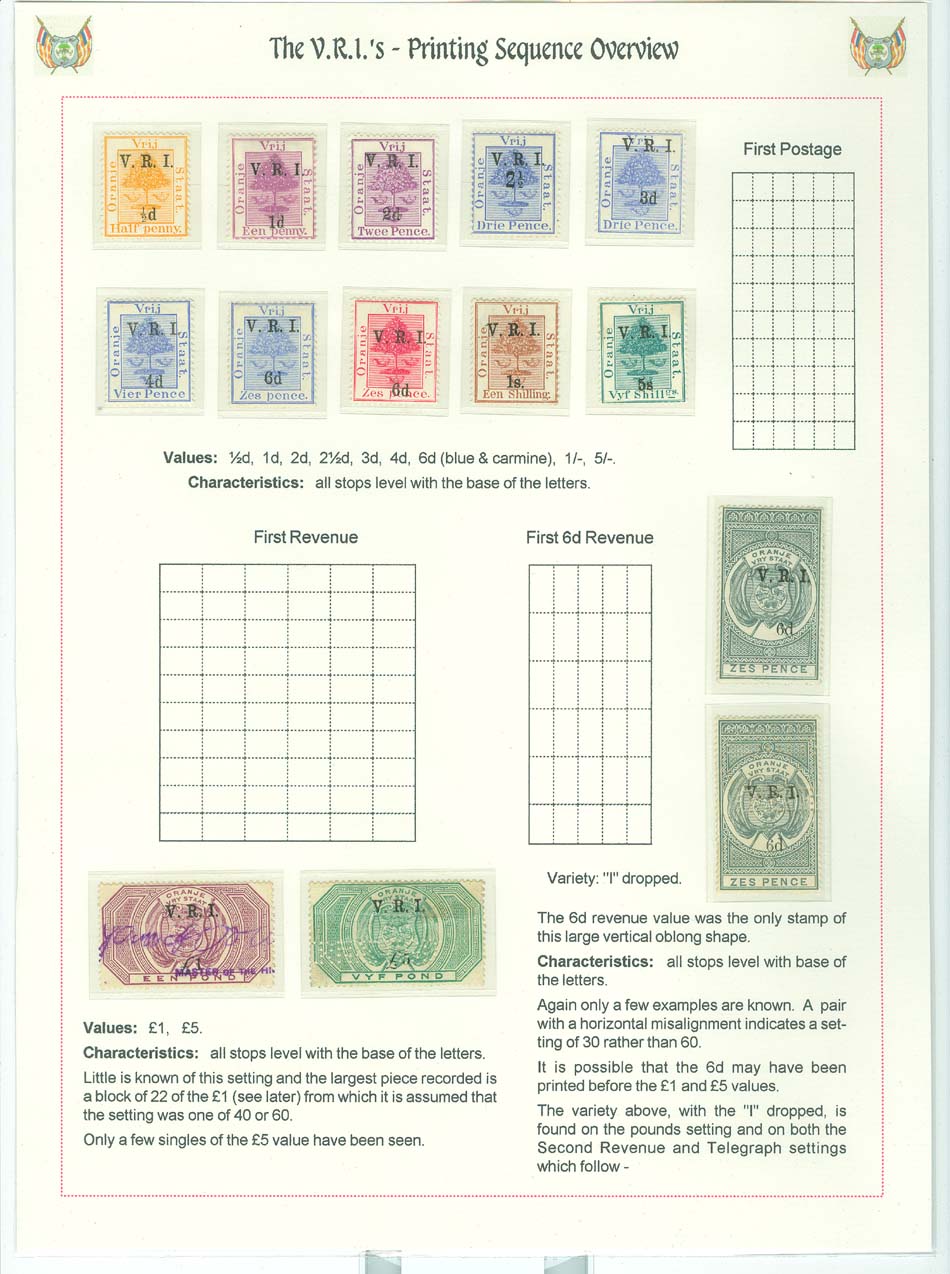 The V.R.I.'s - Printing Sequence Overview
Vrij
Oranje
Staat.
V. R. I.
½d
Half penny.
Vrij
Oranje
Staat.
V. R. I.
1d
Een penny.
Vrij
Oranje
Staat.
V. R. I.
2d
Twee Pence.
Vrij
Oranje
Staat.
V. R. I.
2½
Drie Pence.
Vrij
Oranje
Staat.
V. R. I.
3d
Drie Pence.
First Postage
Vrij
Oranje
Staat.
V. R. I.
4d
Vier Pence
Vrij
Oranje
Staat.
V. R. I.
6d
Zes pence.
Vrij
Oranje
Staat.
V. R. I.
6d
Zes pence.
Vrij
Oranje
Staat.
V. R. I.
1s.
Een Shilling.
Vrij
Oranje
Staat.
V. R. I.
5s
Vyf Shillgs.
Values: ½d, 1d, 2d, 2½d, 3d, 4d, 6d (blue & carmine), 1/-, 5/-.
Characteristics: all stops level with the base of the letters.
First Revenue
First 6d Revenue
ORANJE
VRY STAAT
V. R. I.
6d.
ZES PENCE
ORANJE
VRY STAAT
V. R. I.
6d.
ZES PENCE
Variety: "I" dropped.
ORANJE
VRY STAAT
V. R. I.
£1
MASTER OF THE HI
EEN POND
ORANJE
V. R. I.
£5
VYF POND
Values: £1, £5.
Characteristics: all stops level with the base of the letters.
Little is known of this setting and the largest piece recorded is
a block of 22 of the £1 (see later) from which it is assumed that
the setting was one of 40 or 60.
Only a few singles of the £5 value have been seen.
The 6d revenue value was the only stamp of
this large vertical oblong shape.
Characteristics: all stops level with base of
the letters.
Again only a few examples are known. A pair
with a horizontal misalignment indicates a set-
ting of 30 rather than 60.
It is possible that the 6d may have been
printed before the £1 and £5 values.
The variety above, with the "I" dropped, is
found on the pounds setting and on both the
Second Revenue and Telegraph settings
which follow -